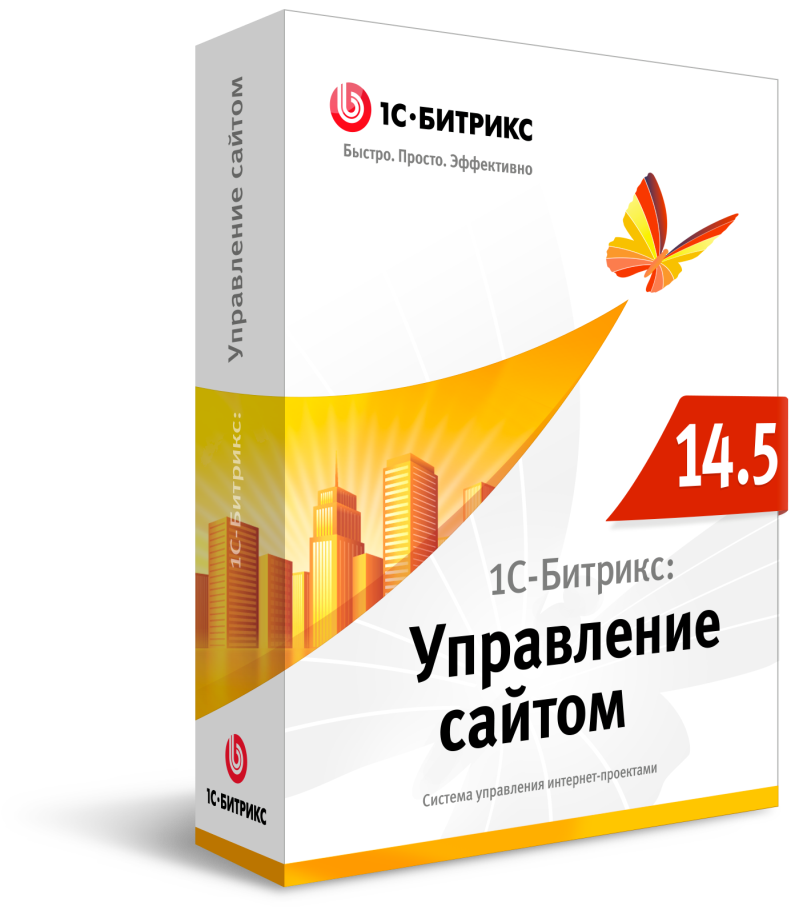 1С·БИТРИКС
Быстро. Просто. Эффективно
14.5
1С-Битрикс:
Управление
сайтом
Система управления интернет-проектами
1С-Битрикс: Управление сайтом
1С·БИТРИКС